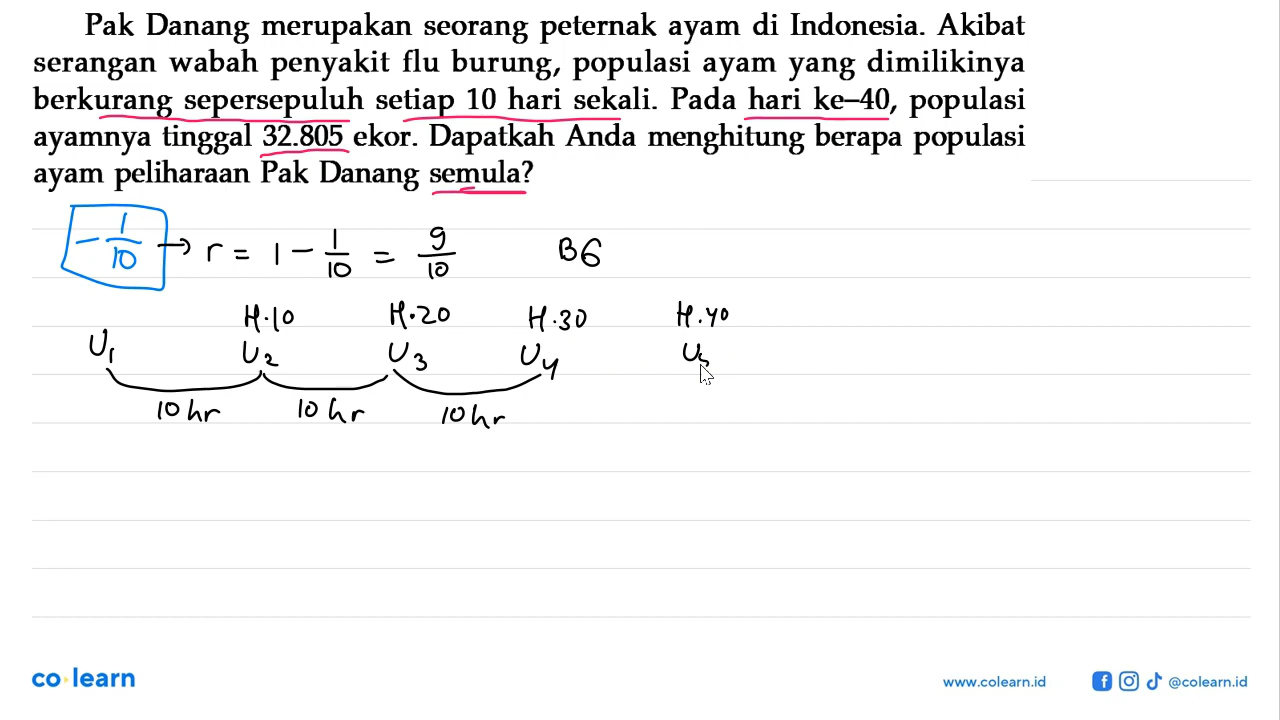 Pak Danang merupakan seorang peternak ayam di Indonesia. Akibat
serangan wabah penyakit flu burung, populasi ayam yang dimilikinya
berkurang sepersepuluh setiap 10 hari sekali. Pada hari ke–40, populasi
ayamnya tinggal 32.805 ekor. Dapatkah Anda menghitung berapa populasi
ayam peliharaan Pak Danang semula?
- 1/10 → r = 1 - 1/10 = 9/10 BG
H.10 H.20 H.30 H.40
U1 U2 U3 U4 U5
10 hr 10 hr 10 hr
co learn www.colearn.id @colearn.id